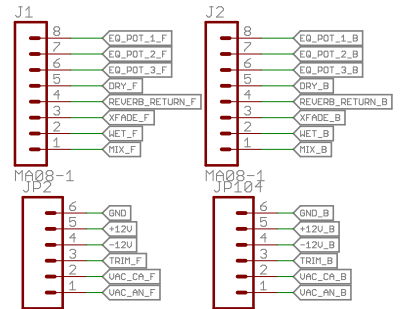 J1
8 EQ_POT_1_F
7 EQ_POT_2_F
6 EQ_POT_3_F
5 DRY_F
4 REVERB_RETURN_F
3 XFADE_F
2 WET_F
1 MIX_F
MA08-1
J2
8 EQ_POT_1_B
7 EQ_POT_2_B
6 EQ_POT_3_B
5 DRY_B
4 REVERB_RETURN_B
3 XFADE_B
2 WET_B
1 MIX_B
MA08-1
JP2
6 GND
5 +12V
4 -12V
3 TRIM_F
2 VAC_CA_F
1 VAC_AN_F
JP104
6 GND_B
5 +12V_B
4 -12V_B
3 TRIM_B
2 VAC_CA_B
1 VAC_AN_B